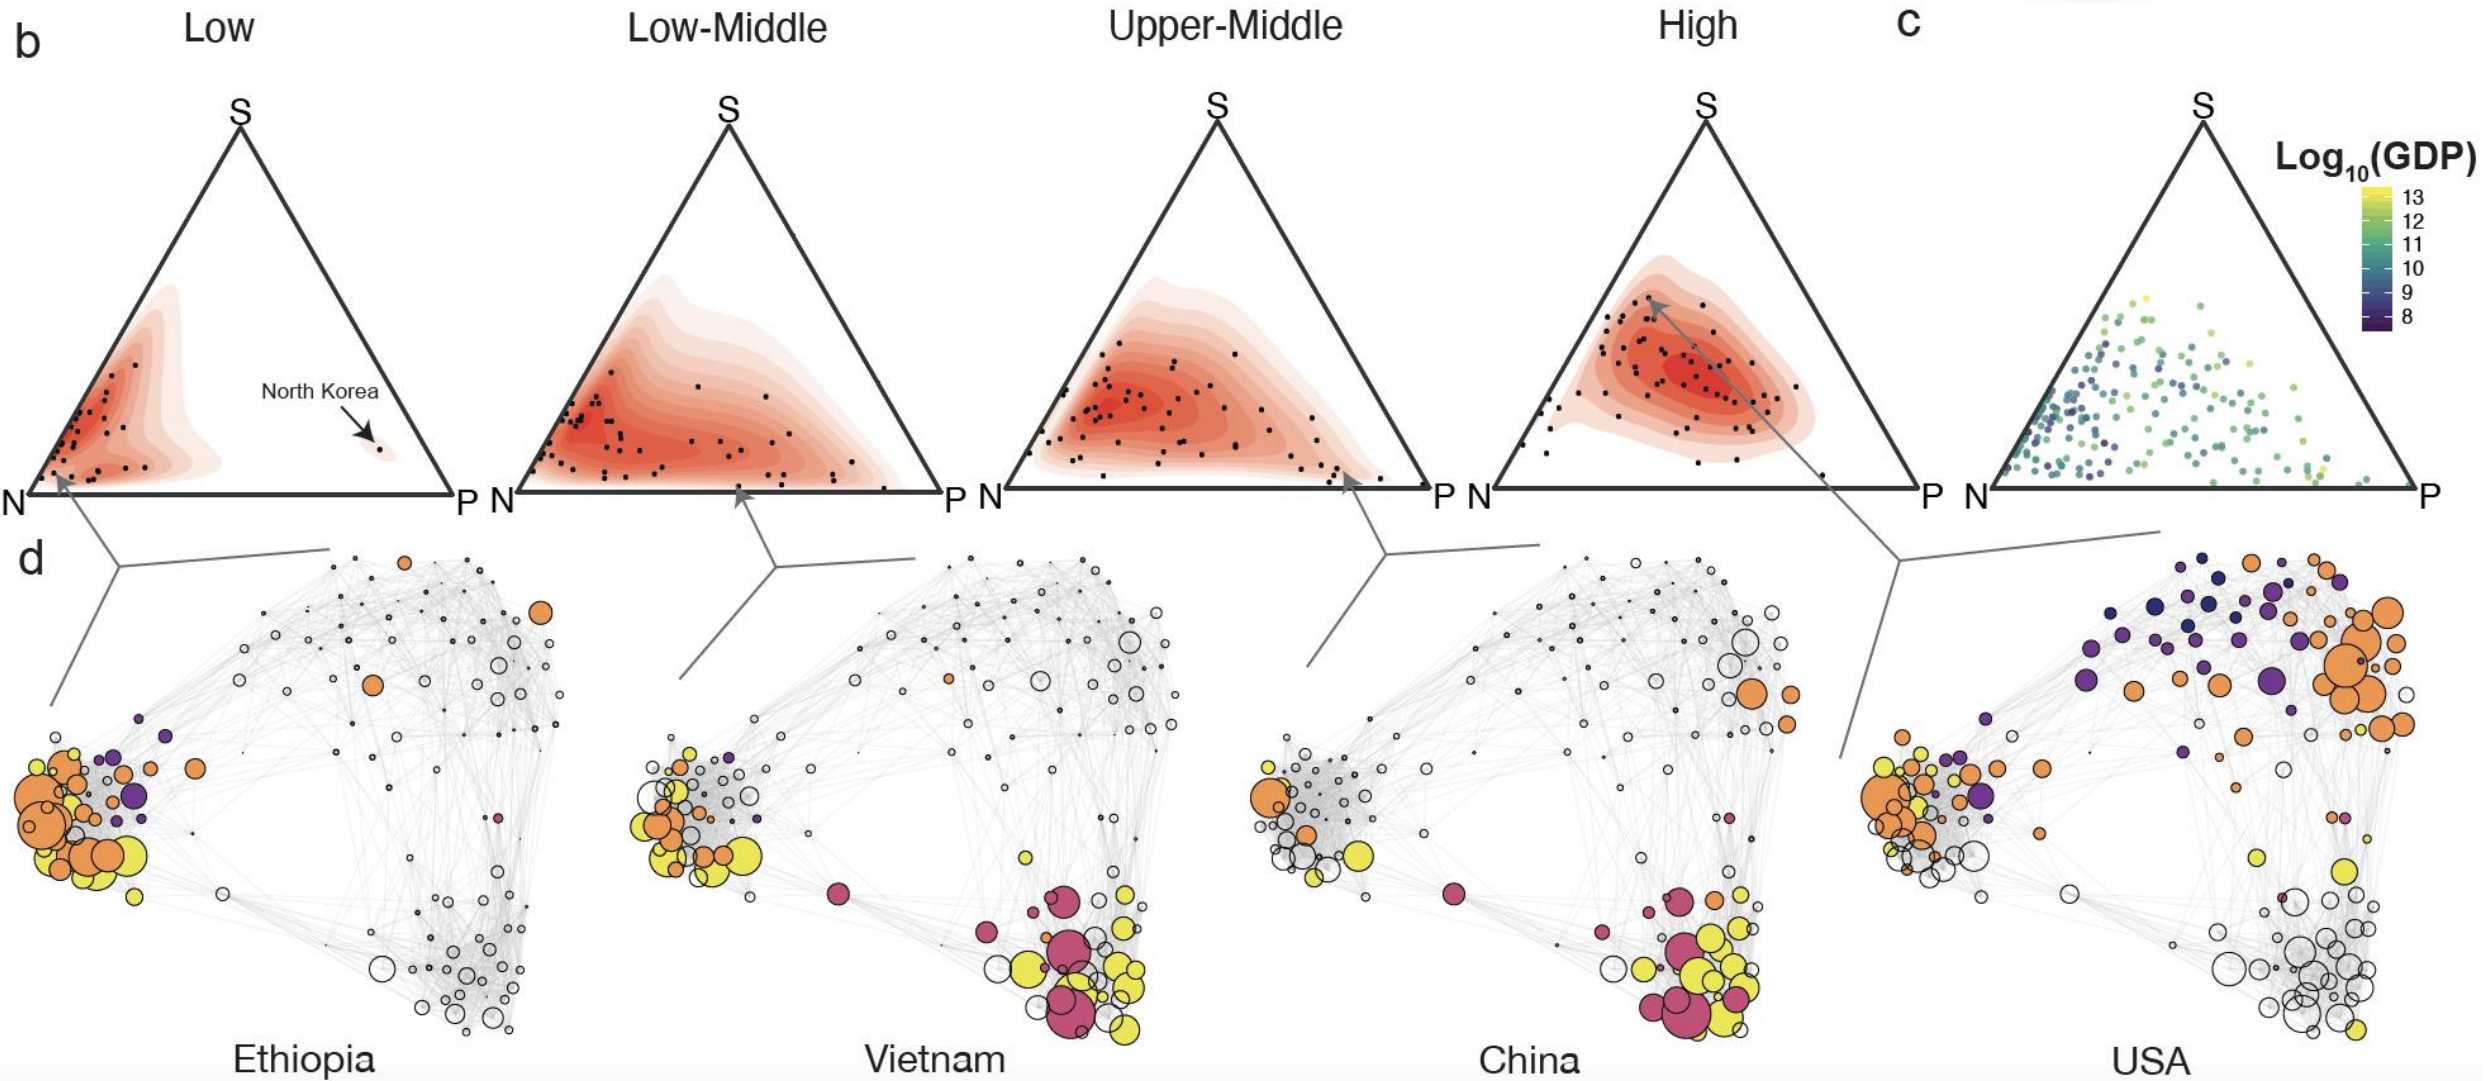 b
Low
Low-Middle
Upper-Middle
High
c
S
S
S
S
S
Log10(GDP)
13
12
11
10
9
8
North Korea
N
P
N
P
N
P
N
P
N
P
d
Ethiopia
Vietnam
China
USA